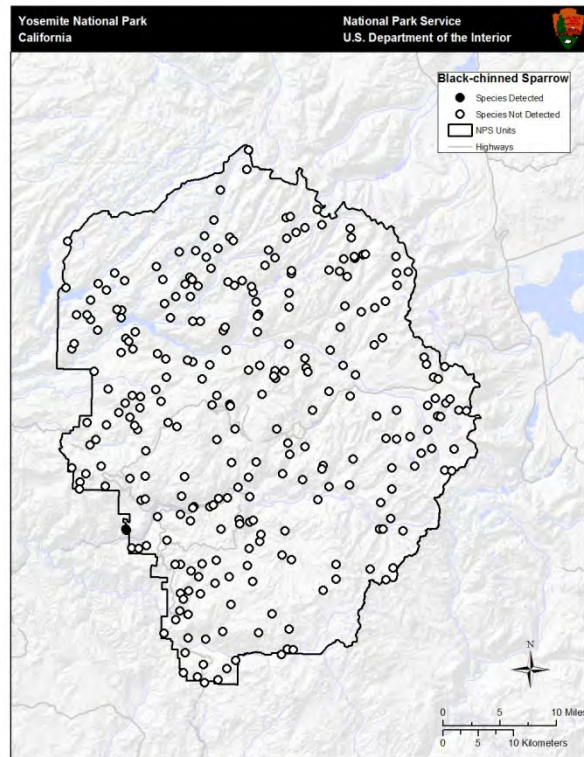 Yosemite National Park
California
National Park Service
U.S. Department of the Interior
Black-chinned Sparrow
Species Detected
Species Not Detected
NPS Units
Highways
N
0 5 10 Miles
0 5 10 Kilometers